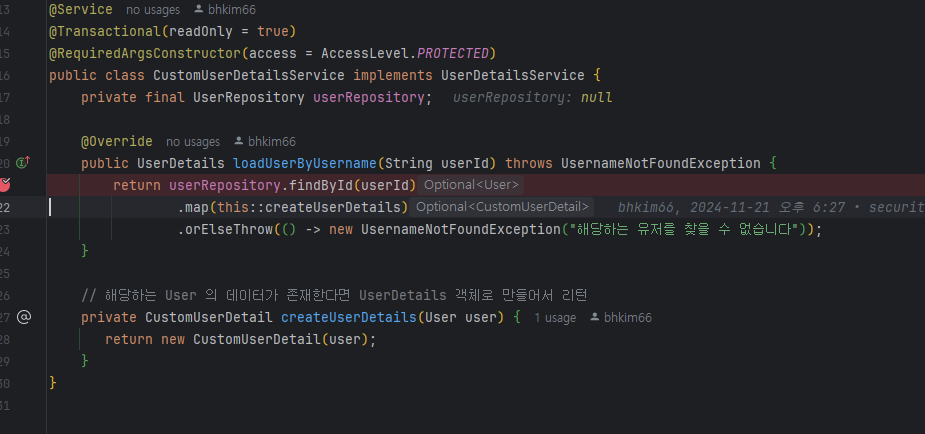 13 @Service no usages bhkim66
14 @Transactional(readOnly = true)
15 @RequiredArgsConstructor(access = AccessLevel.PROTECTED)
16 public class CustomUserDetailsService implements UserDetailsService {
17 private final UserRepository userRepository; userRepository: null
18
19 @Override no usages bhkim66
20 public UserDetails loadUserByUsername(String userId) throws UsernameNotFoundException {
return userRepository.findById(userId) Optional<User>
22 .map(this::createUserDetails) Optional<CustomUserDetail> bhkim66, 2024-11-21 오후 6:27 • securit
23 .orElseThrow(() -> new UsernameNotFoundException("해당하는 유저를 찾을 수 없습니다"));
24 }
25
26 // 해당하는 User 의 데이터가 존재한다면 UserDetails 객체로 만들어서 리턴
27 private CustomUserDetail createUserDetails(User user) { 1 usage bhkim66
28 return new CustomUserDetail(user);
29 }
30 }
31